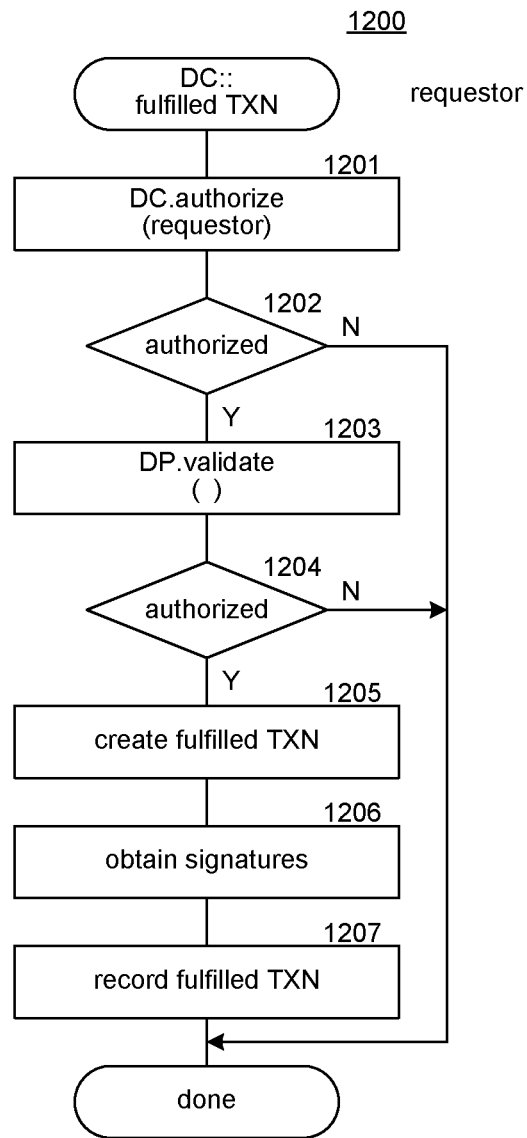 1200
DC::
fulfilled TXN
requestor
1201
DC.authorize
(requestor)
1202
authorized
N
Y
1203
DP.validate
( )
1204
authorized
N
Y
1205
create fulfilled TXN
1206
obtain signatures
1207
record fulfilled TXN
done